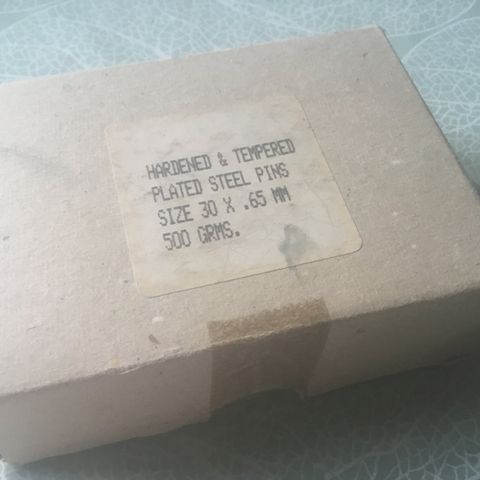 HARDENED & TEMPERED
PLATED STEEL PINS
SIZE 30 X .65 MM
500 GRMS.